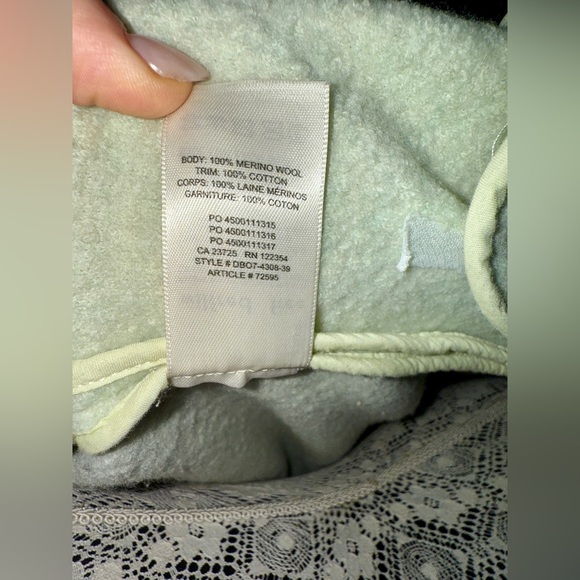 BODY: 100% MERINO WOOL
TRIM: 100% COTTON
CORPS: 100% LAINE MÉRINOS
GARNITURE: 100% COTON
PO 4500111315
PO 4500111316
PO 4500111317
CA 23725 RN 122354
STYLE # DBO7-4308-39
ARTICLE # 72595